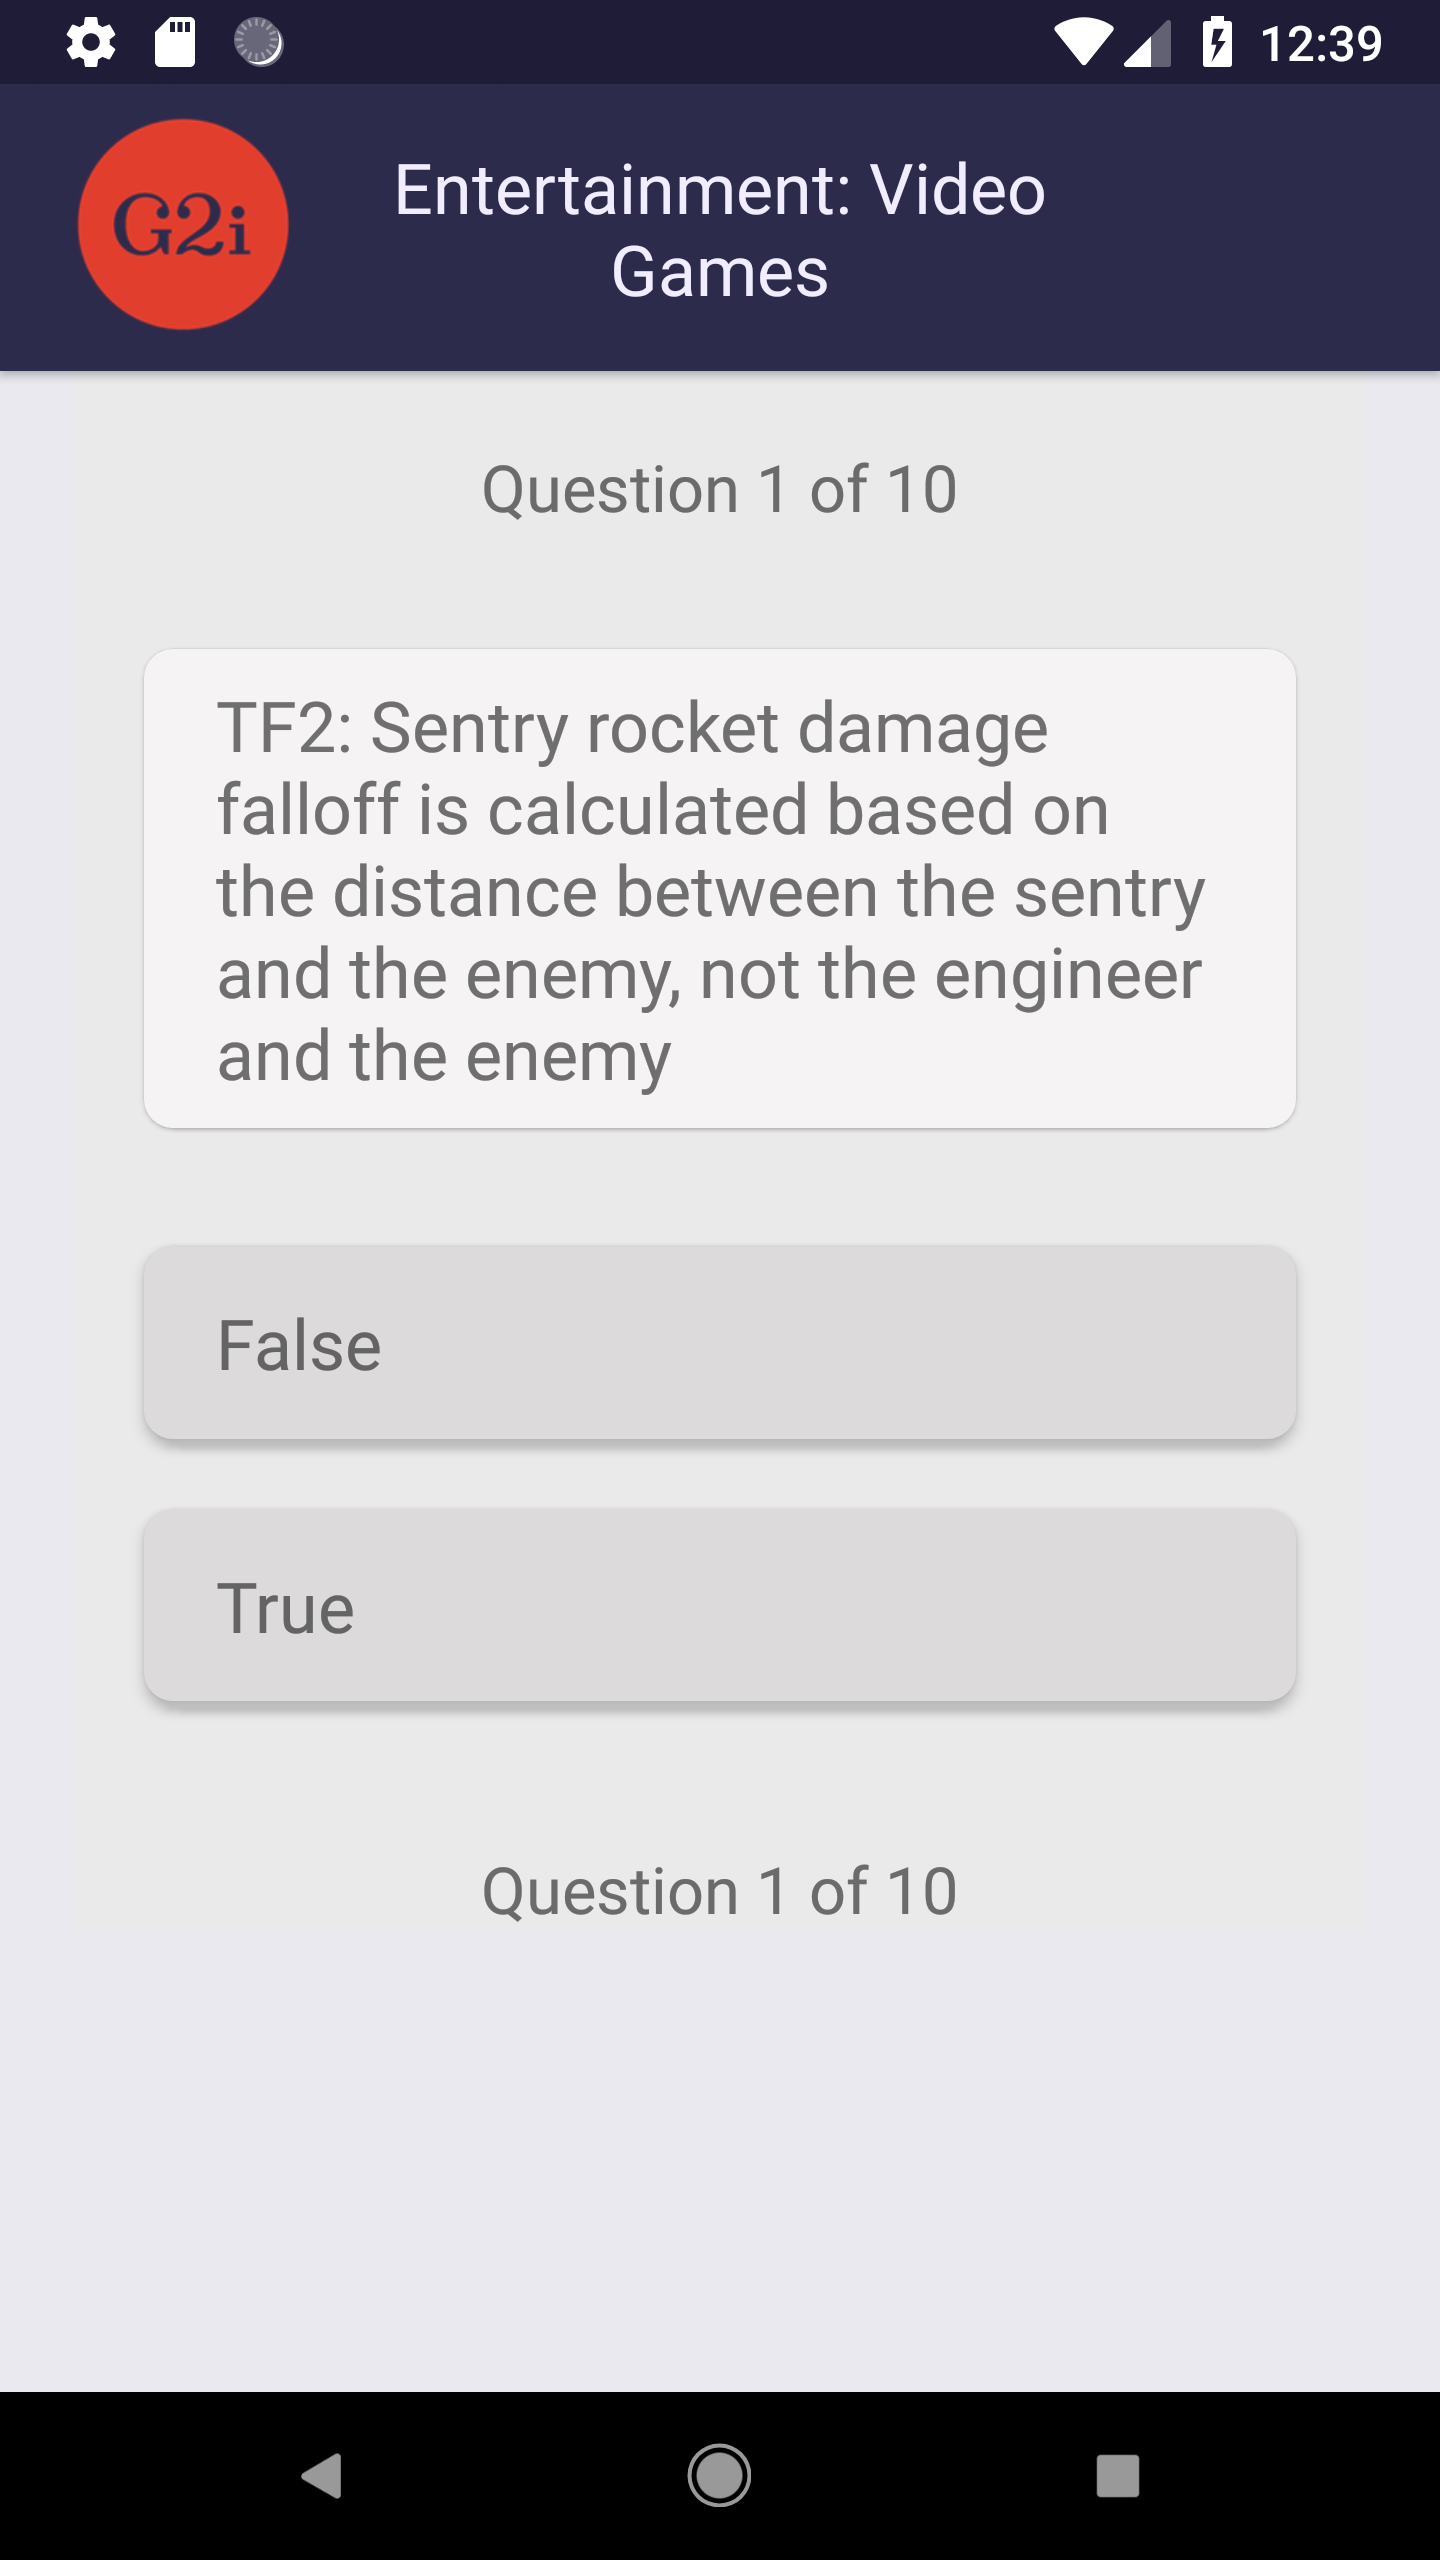 12:39
G2i
Entertainment: Video
Games
Question 1 of 10
TF2: Sentry rocket damage
falloff is calculated based on
the distance between the sentry
and the enemy, not the engineer
and the enemy
False
True
Question 1 of 10